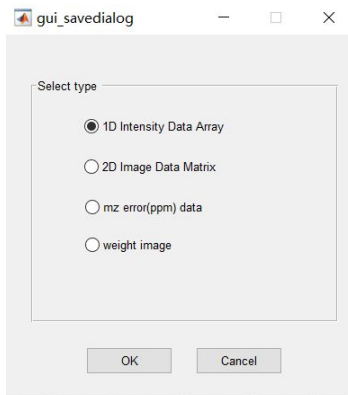 gui_savedialog
Select type
1D Intensity Data Array
2D Image Data Matrix
mz error(ppm) data
weight image
OK Cancel